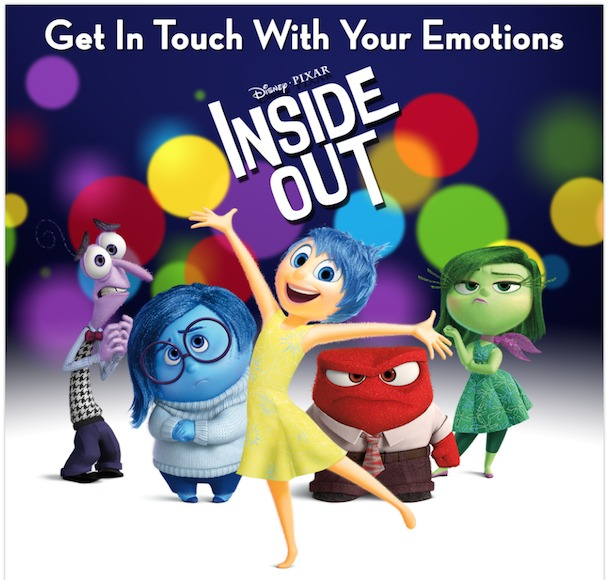 Get In Touch With Your Emotions
Disney · PIXAR
INSIDE
OUT